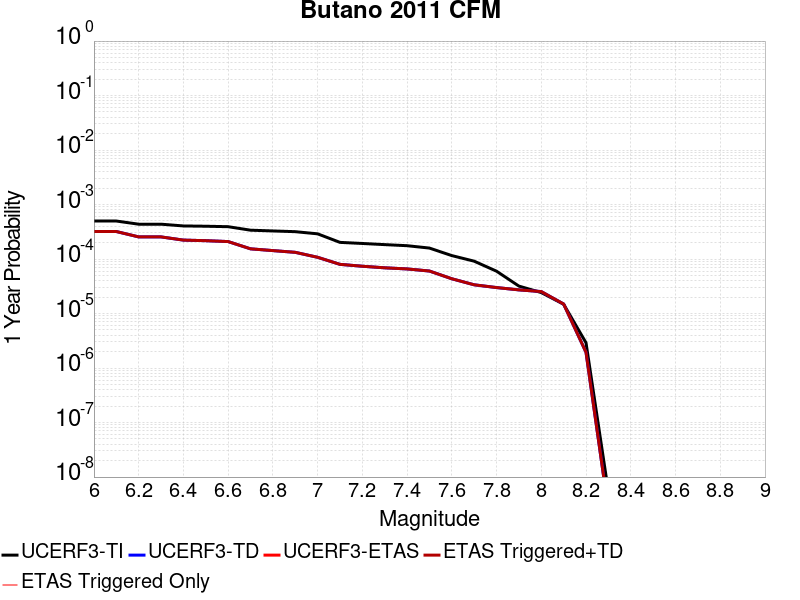 Butano 2011 CFM
10^0
10^-1
10^-2
10^-3
10^-4
10^-5
10^-6
10^-7
10^-8
1 Year Probability
6 6.2 6.4 6.6 6.8 7 7.2 7.4 7.6 7.8 8 8.2 8.4 8.6 8.8 9
Magnitude
UCERF3-TI UCERF3-TD UCERF3-ETAS ETAS Triggered+TD
ETAS Triggered Only